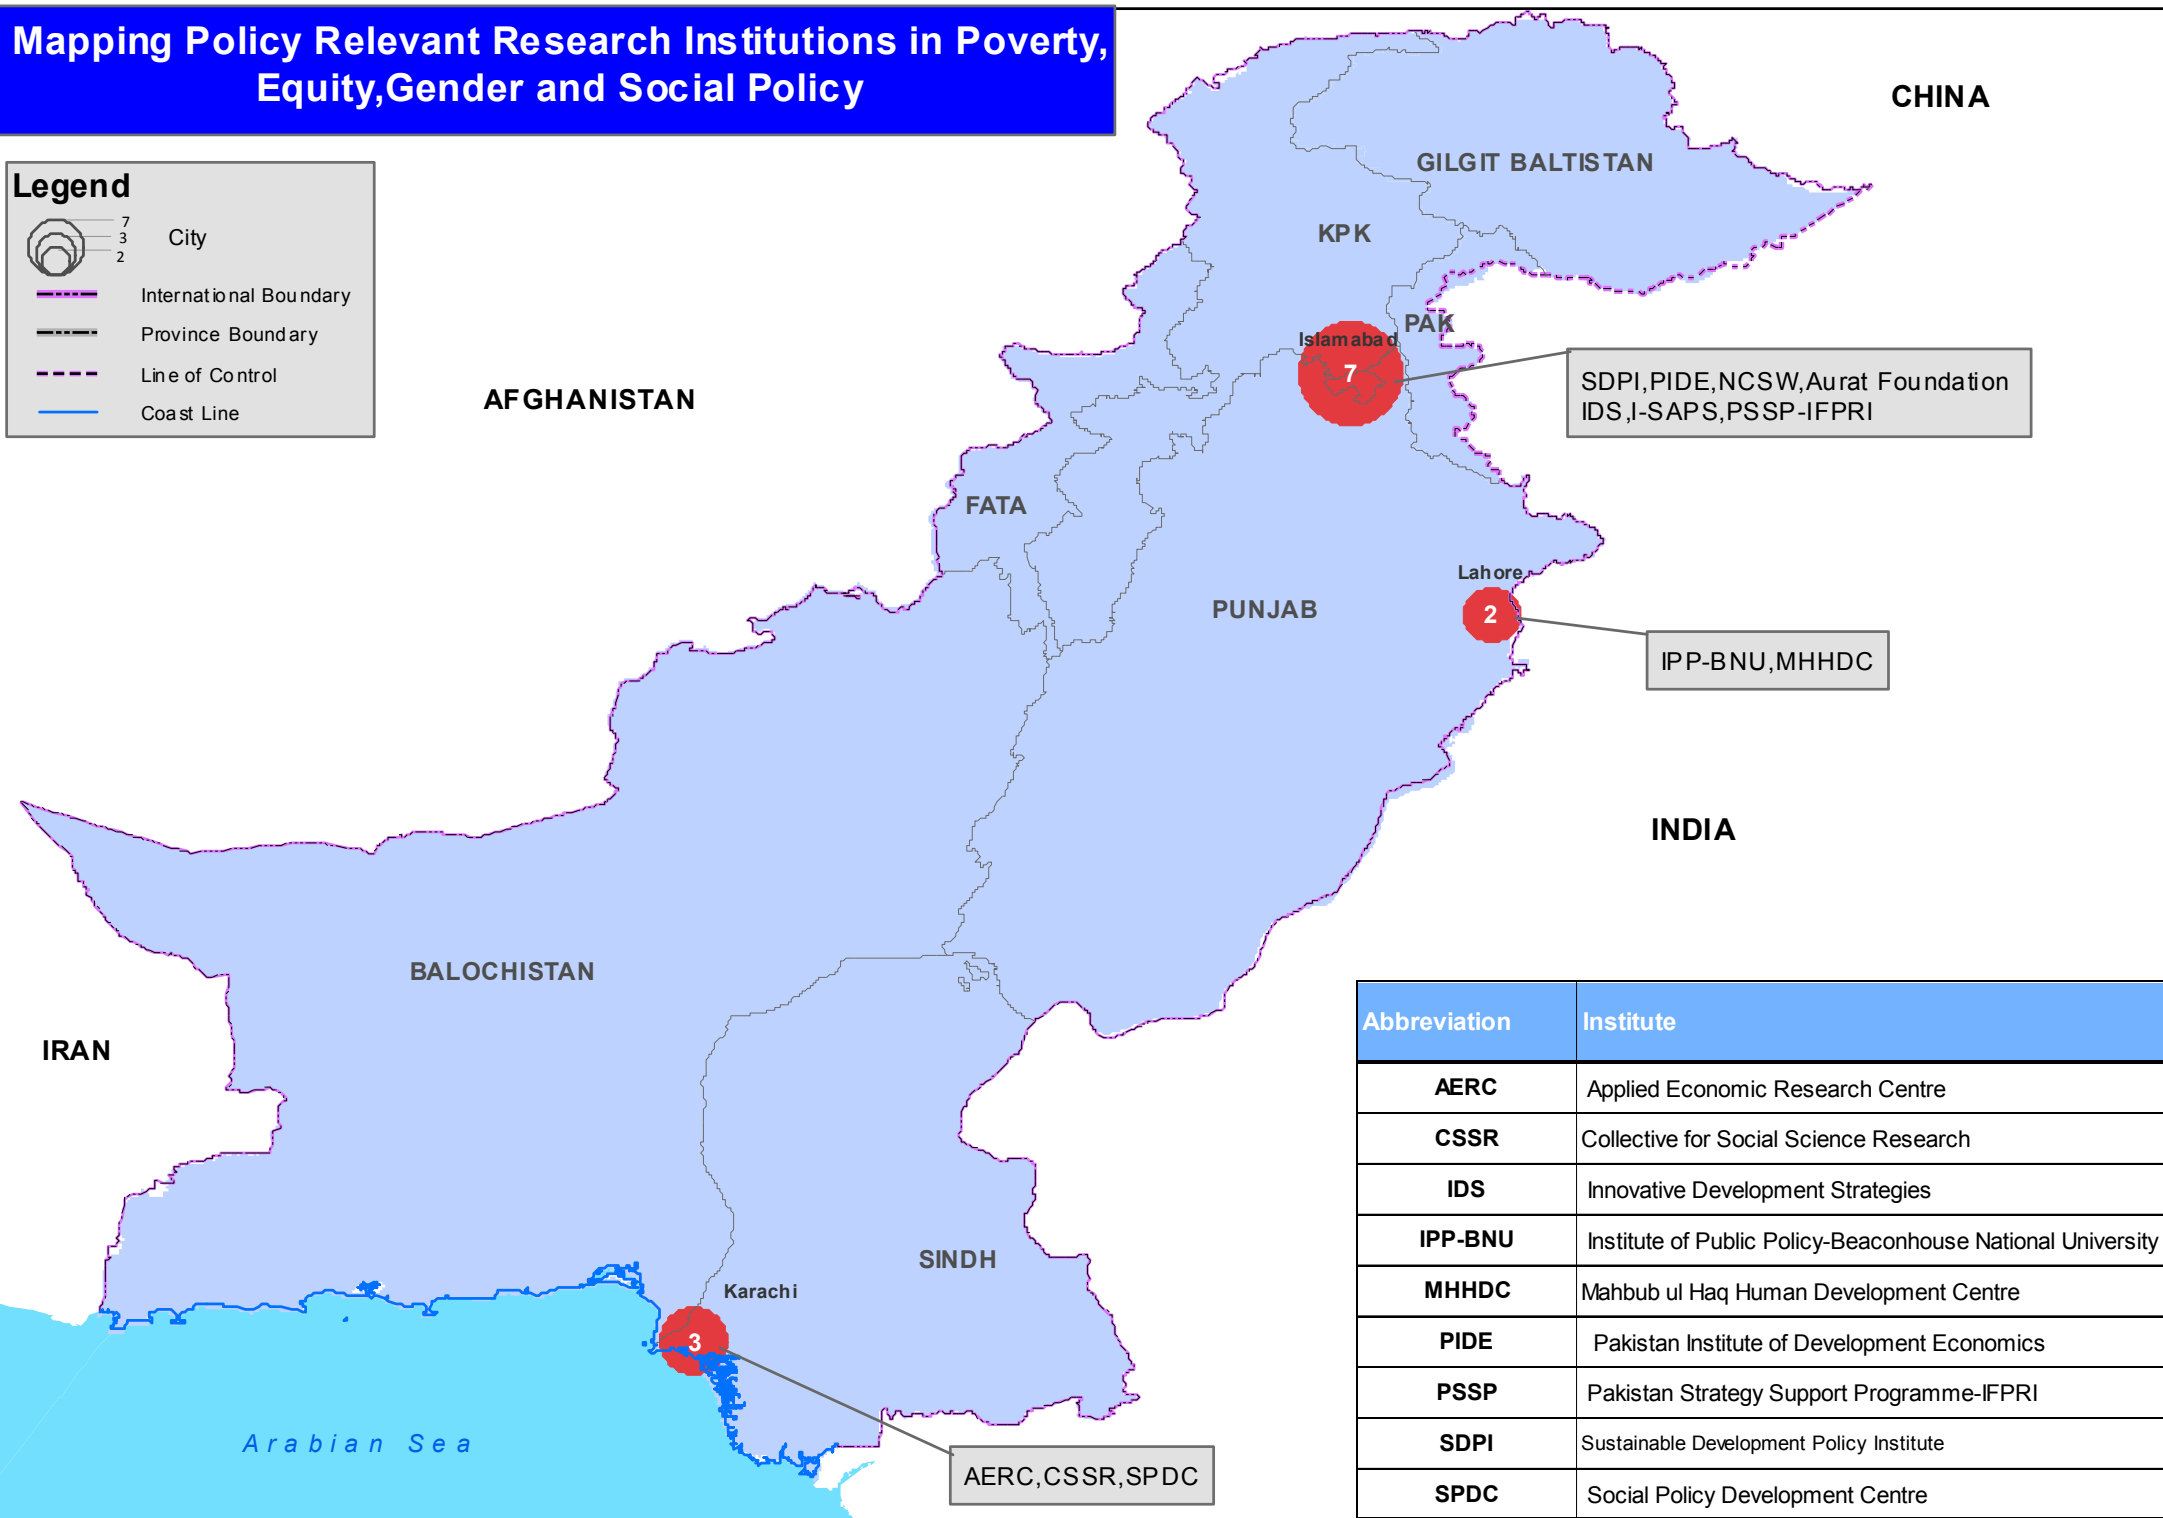 Mapping Policy Relevant Research Institutions in Poverty,
Equity,Gender and Social Policy
Legend
7
3
2
City
International Boundary
Province Boundary
Line of Control
Coast Line
CHINA
GILGIT BALTISTAN
KPK
PAK
Islamabad
7
SDPI,PIDE,NCSW,Aurat Foundation
IDS,I-SAPS,PSSP-IFPRI
AFGHANISTAN
FATA
Lahore
2
PUNJAB
IPP-BNU,MHHDC
INDIA
BALOCHISTAN
IRAN
SINDH
Karachi
3
Arabian Sea
AERC,CSSR,SPDC
Abbreviation Institute
AERC Applied Economic Research Centre
CSSR Collective for Social Science Research
IDS Innovative Development Strategies
IPP-BNU Institute of Public Policy-Beaconhouse National University
MHHDC Mahbub ul Haq Human Development Centre
PIDE Pakistan Institute of Development Economics
PSSP Pakistan Strategy Support Programme-IFPRI
SDPI Sustainable Development Policy Institute
SPDC Social Policy Development Centre